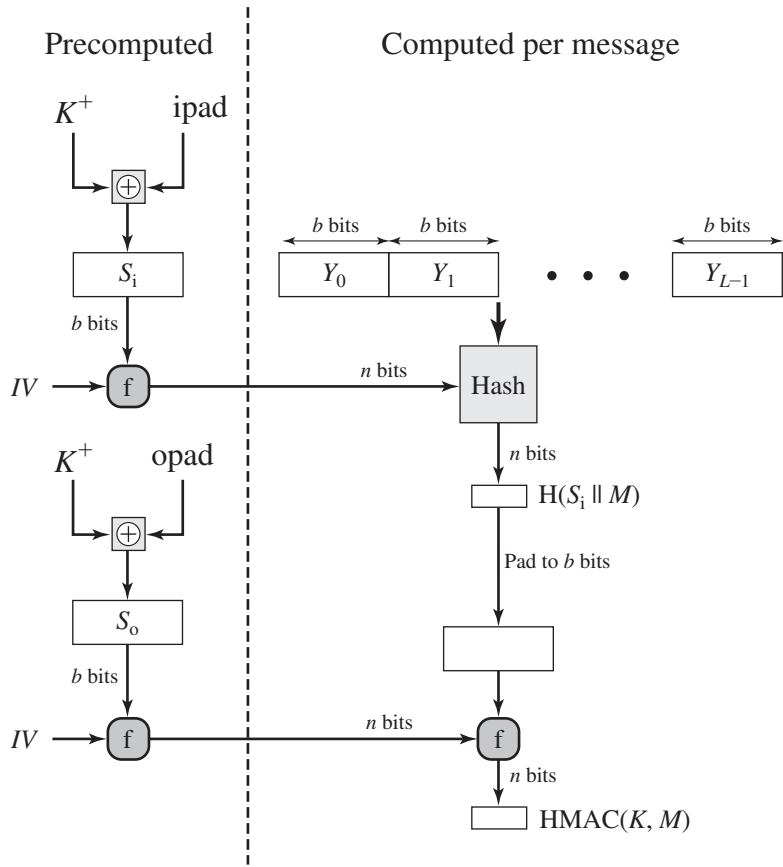 Precomputed
Computed per message
K+ ipad
⊕
b bits b bits b bits
Si
Y0 Y1 • • • YL−1
b bits
IV f n bits Hash
n bits
K+ opad
H(Si || M)
⊕
Pad to b bits
So
b bits
IV f n bits f
n bits
HMAC(K, M)